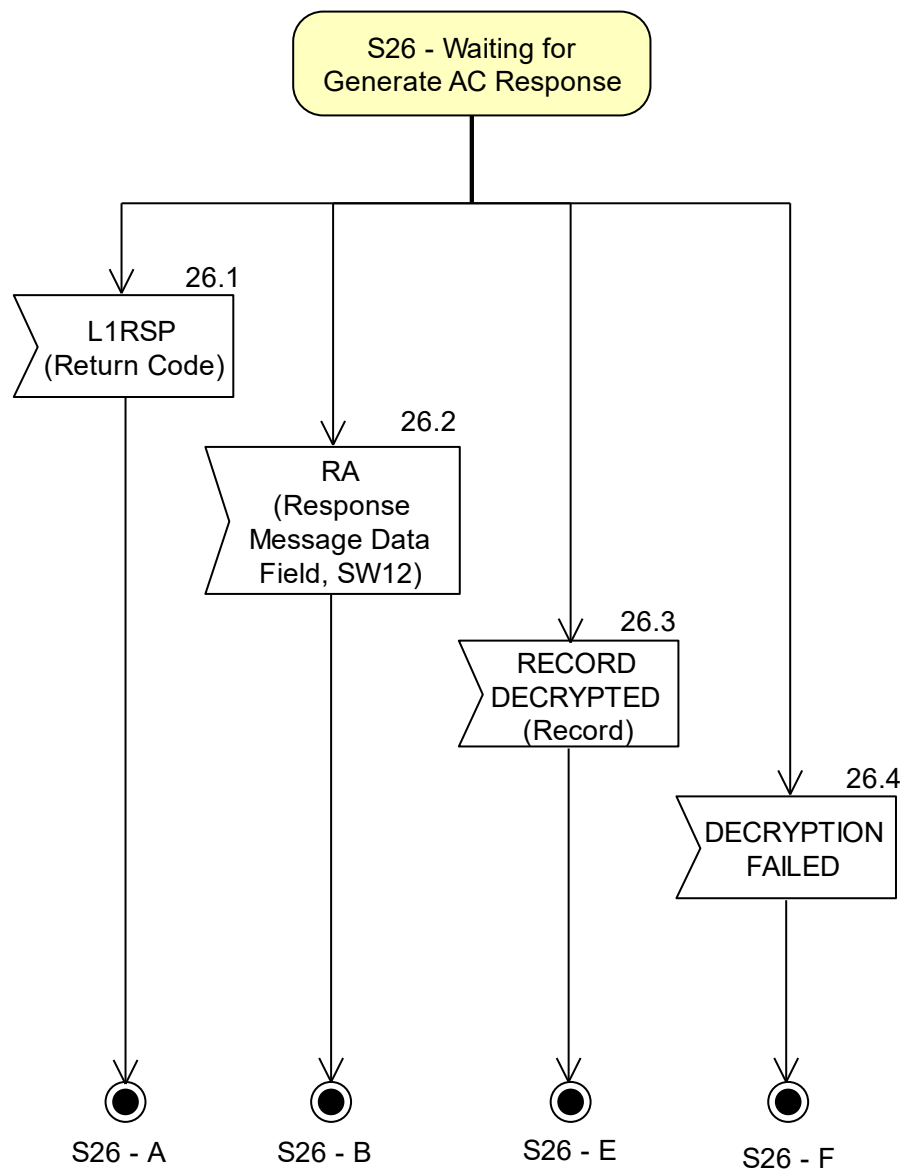 S26 - Waiting for
Generate AC Response
26.1
L1RSP
(Return Code)
26.2
RA
(Response
Message Data
Field, SW12)
26.3
RECORD
DECRYPTED
(Record)
26.4
DECRYPTION
FAILED
S26 - A
S26 - B
S26 - E
S26 - F